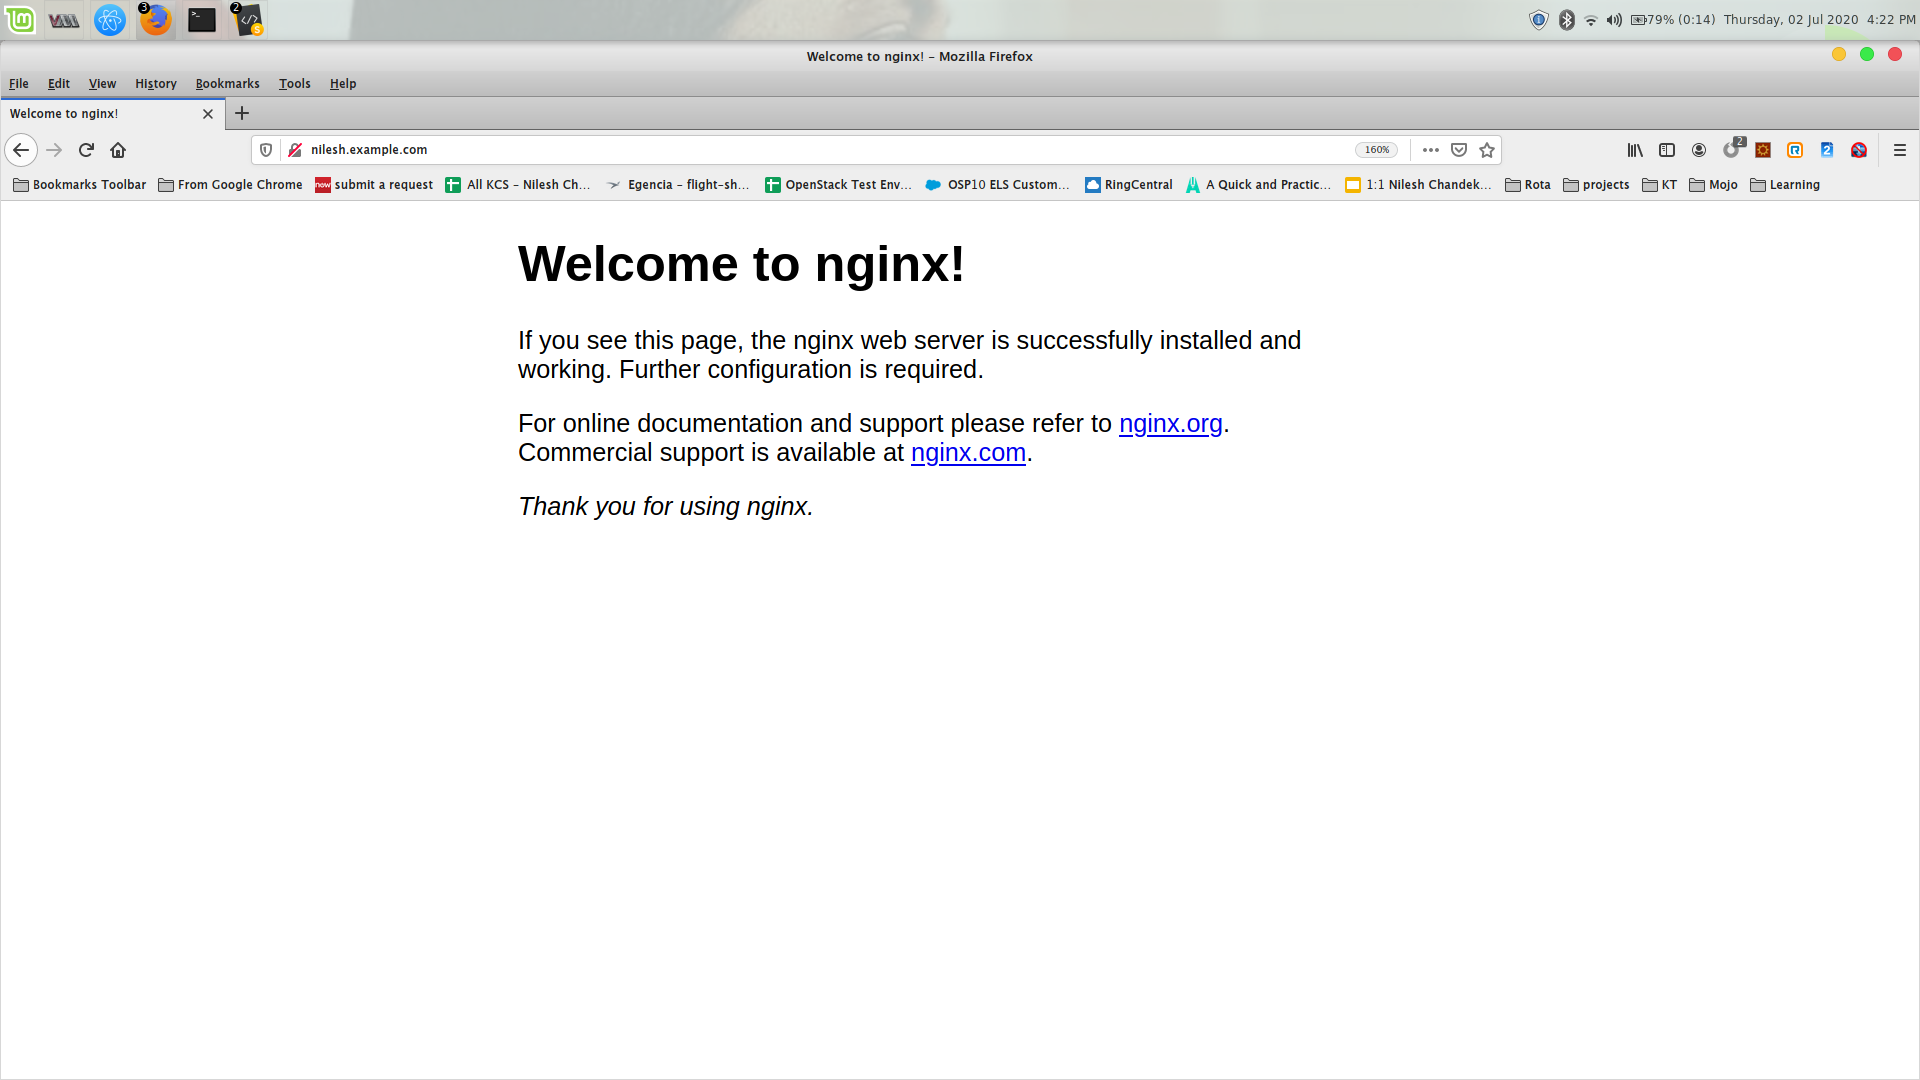 3
2
79% (0:14) Thursday, 02 Jul 2020 4:22 PM
Welcome to nginx! - Mozilla Firefox
File Edit View History Bookmarks Tools Help
Welcome to nginx!
nilesh.example.com 160% 2
Bookmarks Toolbar From Google Chrome now submit a request All KCS - Nilesh Ch... Egencia - flight-sh... OpenStack Test Env... OSP10 ELS Custom... RingCentral A Quick and Practic... 1:1 Nilesh Chandek... Rota projects KT Mojo Learning
Welcome to nginx!
If you see this page, the nginx web server is successfully installed and
working. Further configuration is required.
For online documentation and support please refer to nginx.org.
Commercial support is available at nginx.com.
Thank you for using nginx.